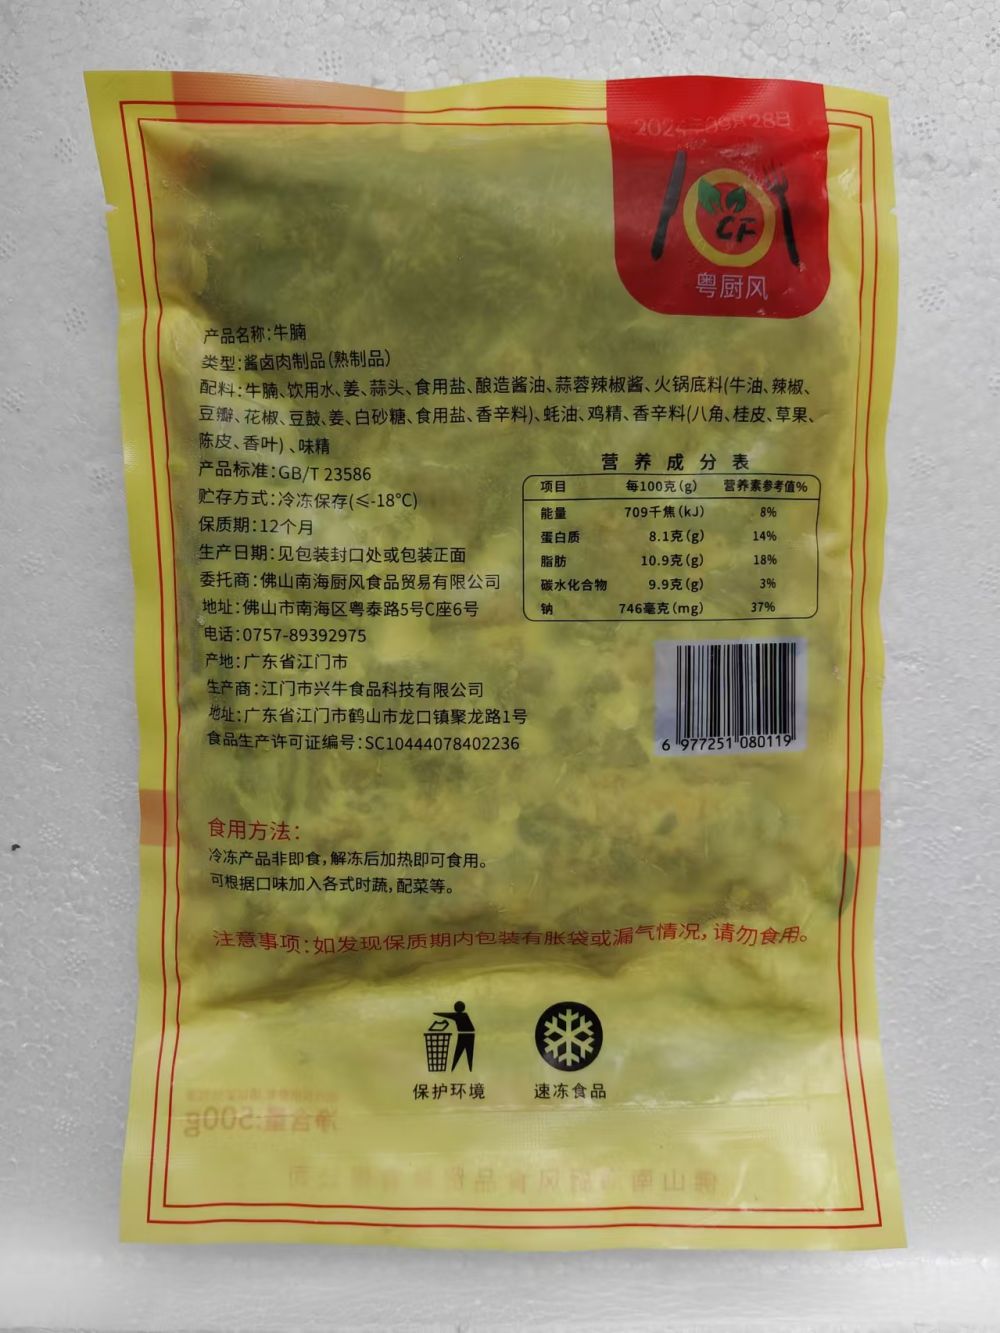 2024年09月28日
CF
粤厨风
产品名称:牛腩
类型:酱卤肉制品(熟制品)
配料:牛腩、饮用水、姜、蒜头、食用盐、酿造酱油、蒜蓉辣椒酱、火锅底料(牛油、辣椒、
豆瓣、花椒、豆鼓、姜、白砂糖、食用盐、香辛料)、蚝油、鸡精、香辛料(八角、桂皮、草果、
陈皮、香叶)、味精
产品标准:GB/T 23586
贮存方式:冷冻保存(≤-18℃)
保质期:12个月
生产日期:见包装封口处或包装正面
委托商:佛山南海厨风食品贸易有限公司
地址:佛山市南海区粤泰路5号C座6号
电话:0757-89392975
产地:广东省江门市
生产商:江门市兴牛食品科技有限公司
地址:广东省江门市鹤山市龙口镇聚龙路1号
食品生产许可证编号:SC10444078402236
营养成分表
项目 每100克(g) 营养素参考值%
能量 709千焦(kJ) 8%
蛋白质 8.1克(g) 14%
脂肪 10.9克(g) 18%
碳水化合物 9.9克(g) 3%
钠 746毫克(mg) 37%
6 977251 080119
食用方法:
冷冻产品非即食,解冻后加热即可食用。
可根据口味加入各式时蔬,配菜等。
注意事项:如发现保质期内包装有胀袋或漏气情况,请勿食用。
保护环境 速冻食品
净含量:500g